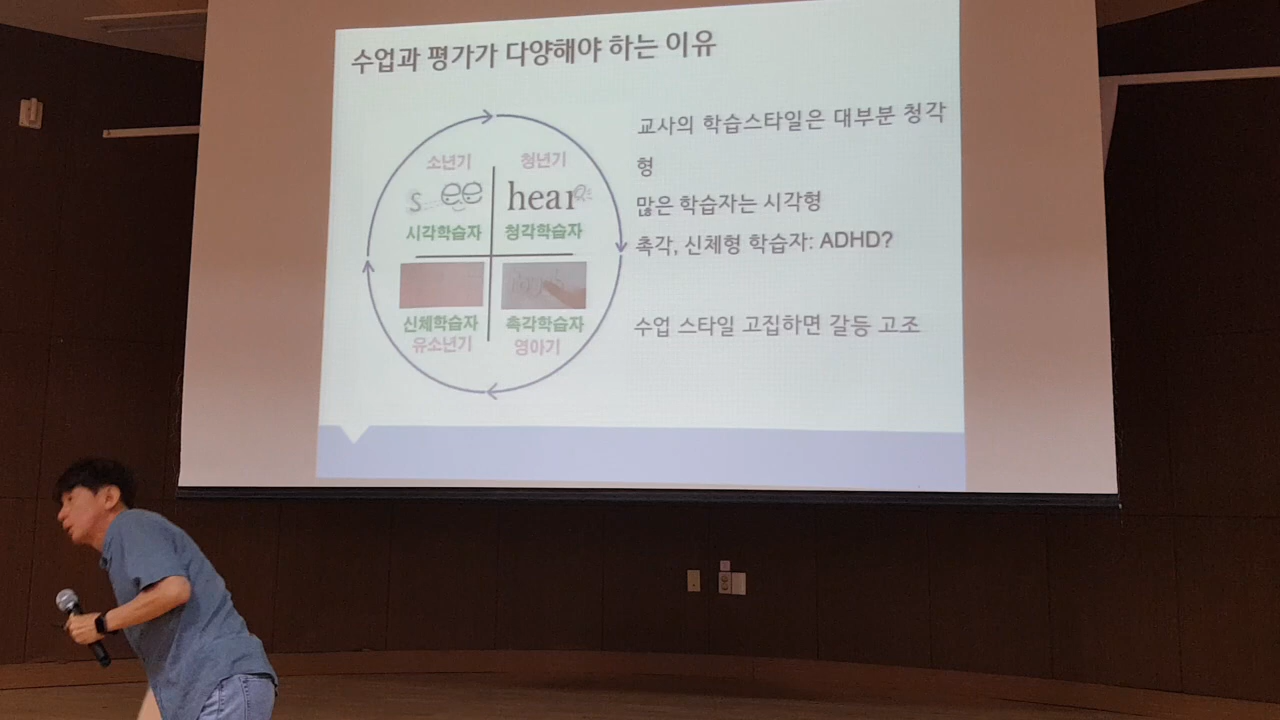 수업과 평가가 다양해야 하는 이유
소년기
청년기
see
hear
시각학습자
청각학습자
신체학습자
촉각학습자
유소년기
영아기
교사의 학습스타일은 대부분 청각
형
많은 학습자는 시각형
촉각, 신체형 학습자: ADHD?
수업 스타일 고집하면 갈등 고조